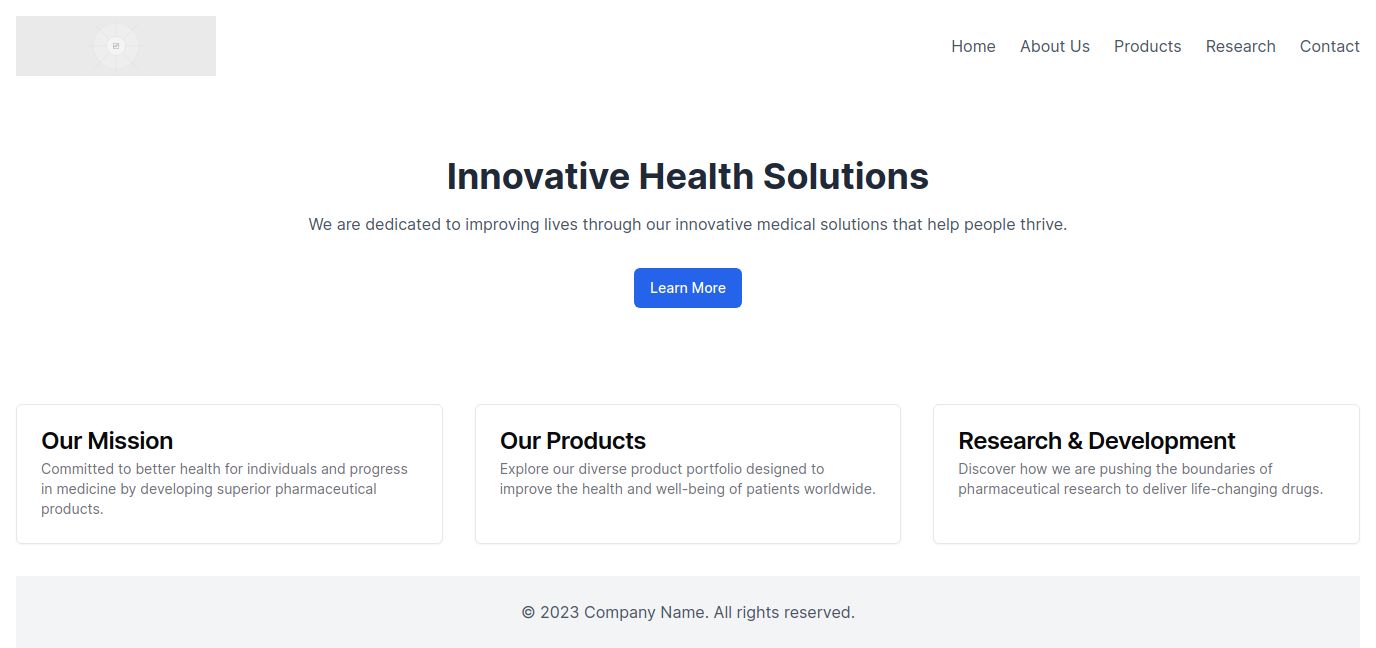 Home About Us Products Research Contact
Innovative Health Solutions
We are dedicated to improving lives through our innovative medical solutions that help people thrive.
Learn More
Our Mission
Committed to better health for individuals and progress
in medicine by developing superior pharmaceutical
products.
Our Products
Explore our diverse product portfolio designed to
improve the health and well-being of patients worldwide.
Research & Development
Discover how we are pushing the boundaries of
pharmaceutical research to deliver life-changing drugs.
© 2023 Company Name. All rights reserved.